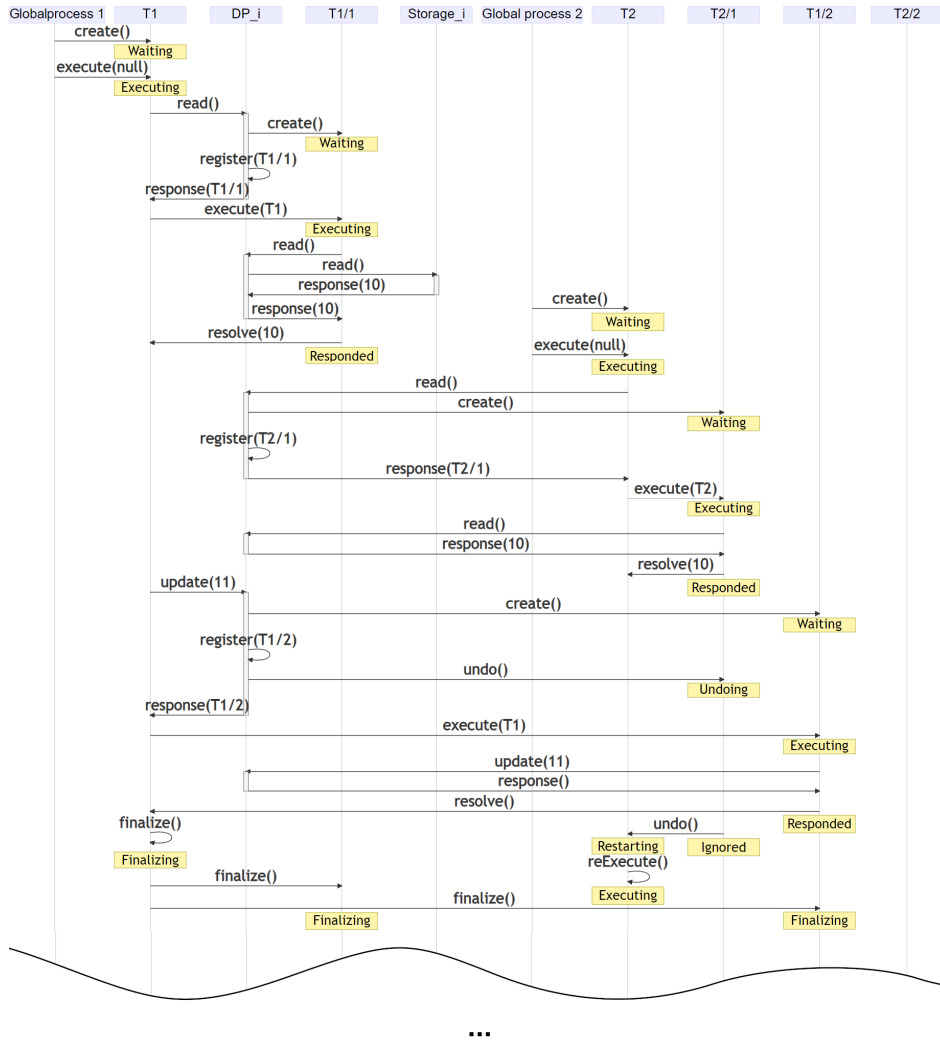 Globalprocess 1 T1 DP_i T1/1 Storage_i Global process 2 T2 T2/1 T1/2 T2/2
create()
Waiting
execute(null)
Executing
read()
create()
Waiting
register(T1/1)
response(T1/1)
execute(T1)
Executing
read()
read()
response(10)
create()
response(10)
Waiting
resolve(10)
execute(null)
Responded
Executing
read()
create()
Waiting
register(T2/1)
response(T2/1)
execute(T2)
Executing
read()
response(10)
resolve(10)
update(11)
Responded
create()
Waiting
register(T1/2)
undo()
Undoing
response(T1/2)
execute(T1)
Executing
update(11)
response()
resolve()
finalize() undo() Responded
Restarting Ignored
Finalizing reExecute()
finalize()
Executing
finalize()
Finalizing Finalizing
...